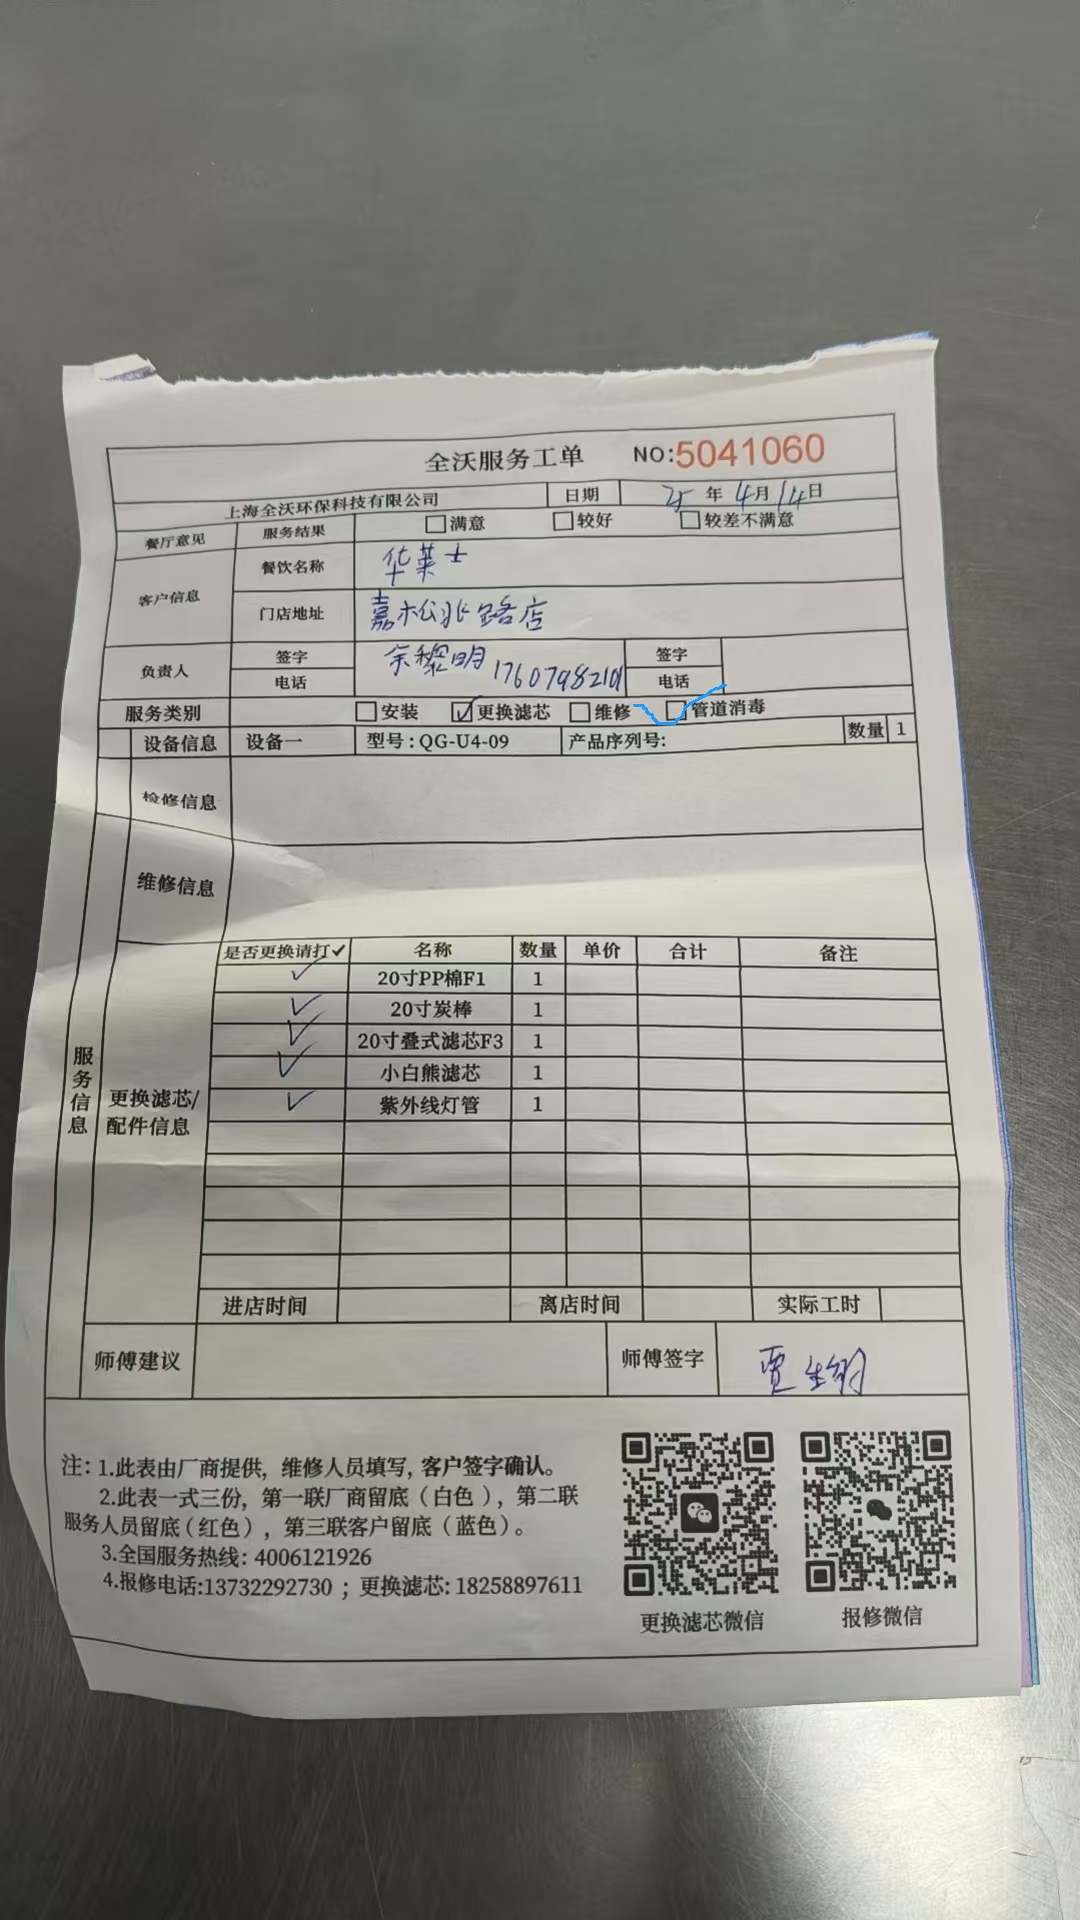 全沃服务工单 NO:5041060
上海全沃环保科技有限公司 日期 25年4月14日
餐厅意见 服务结果 □满意 □较好 □较差不满意
客户信息 餐饮名称 华莱士
门店地址 嘉松北路店
负责人 签字 余黎明 签字
电话 17607982101 电话
服务类别 □安装 ☑更换滤芯 □维修 ☑管道消毒
设备信息 设备一 型号:QG-U4-09 产品序列号: 数量 1
检修信息
维修信息
服务信息
更换滤芯/配件信息
是否更换请打✓ 名称 数量 单价 合计 备注
✓ 20寸PP棉F1 1
✓ 20寸炭棒 1
✓ 20寸叠式滤芯F3 1
✓ 小白熊滤芯 1
✓ 紫外线灯管 1
进店时间 离店时间 实际工时
师傅建议 师傅签字 贾生明
注: 1.此表由厂商提供, 维修人员填写, 客户签字确认。
2.此表一式三份, 第一联厂商留底(白色), 第二联
服务人员留底(红色), 第三联客户留底(蓝色)。
3.全国服务热线: 4006121926
4.报修电话:13732292730 ; 更换滤芯: 18258897611
更换滤芯微信 报修微信